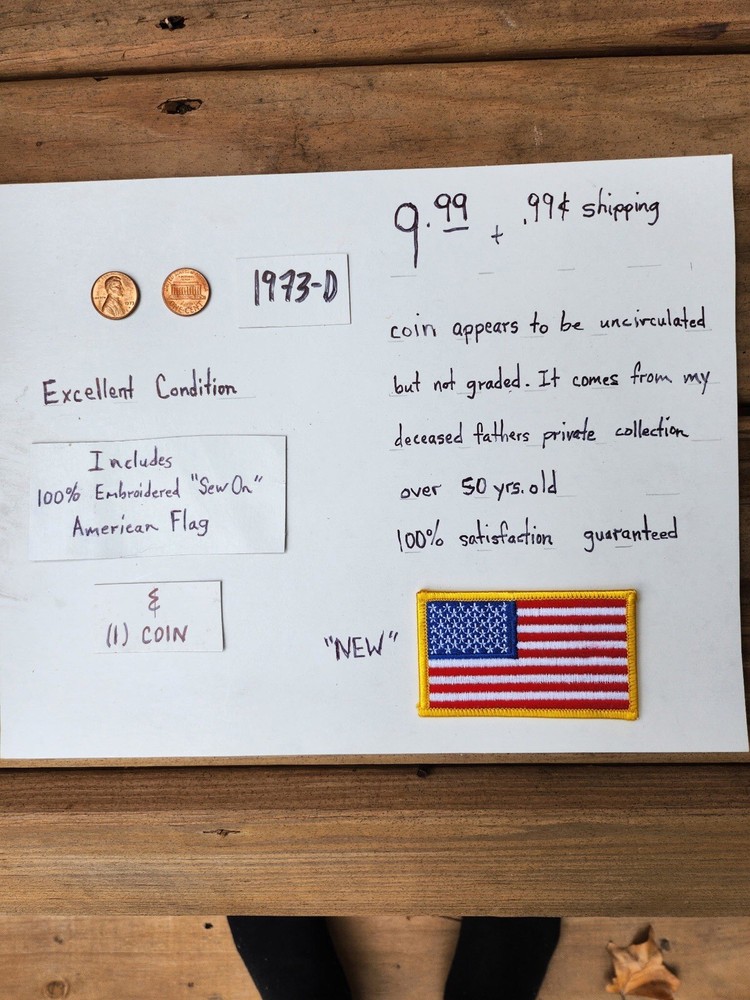 9.99 + .99¢ shipping
1973-D
coin appears to be uncirculated
but not graded. It comes from my
deceased fathers private collection
over 50 yrs. old
100% satisfaction guaranteed
Excellent Condition
Includes
100% Embroidered "Sew On"
American Flag
&
(1) COIN
"NEW"